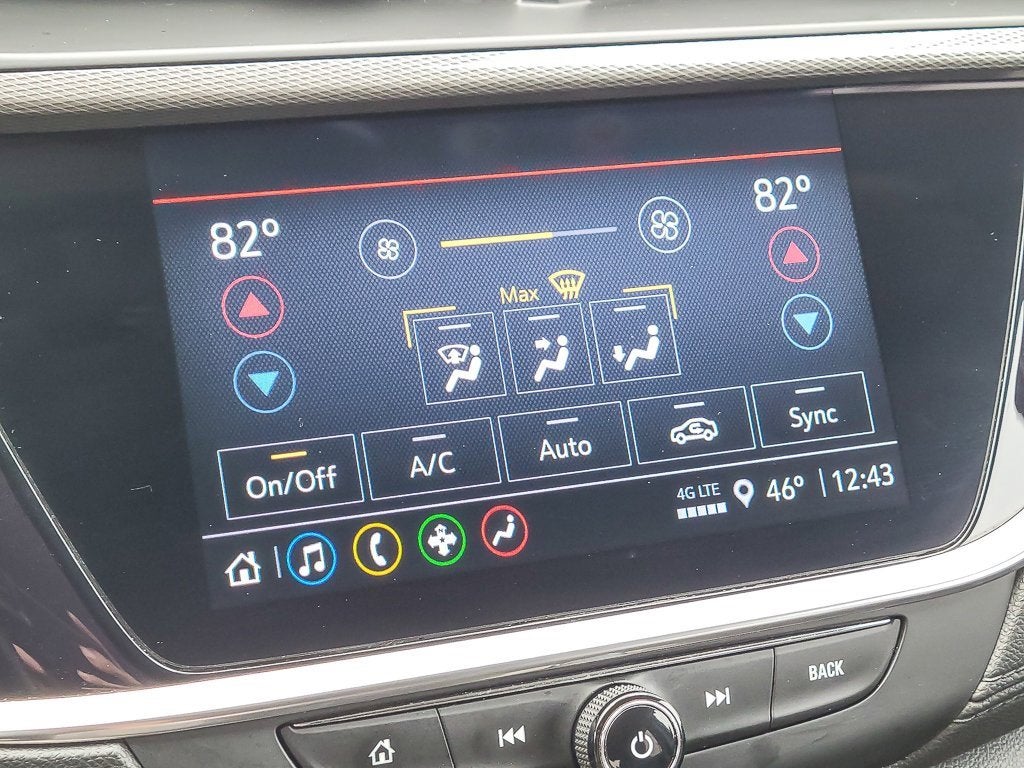 82°
82°
Max
On/Off
A/C
Auto
Sync
4G LTE
46°
12:43
BACK